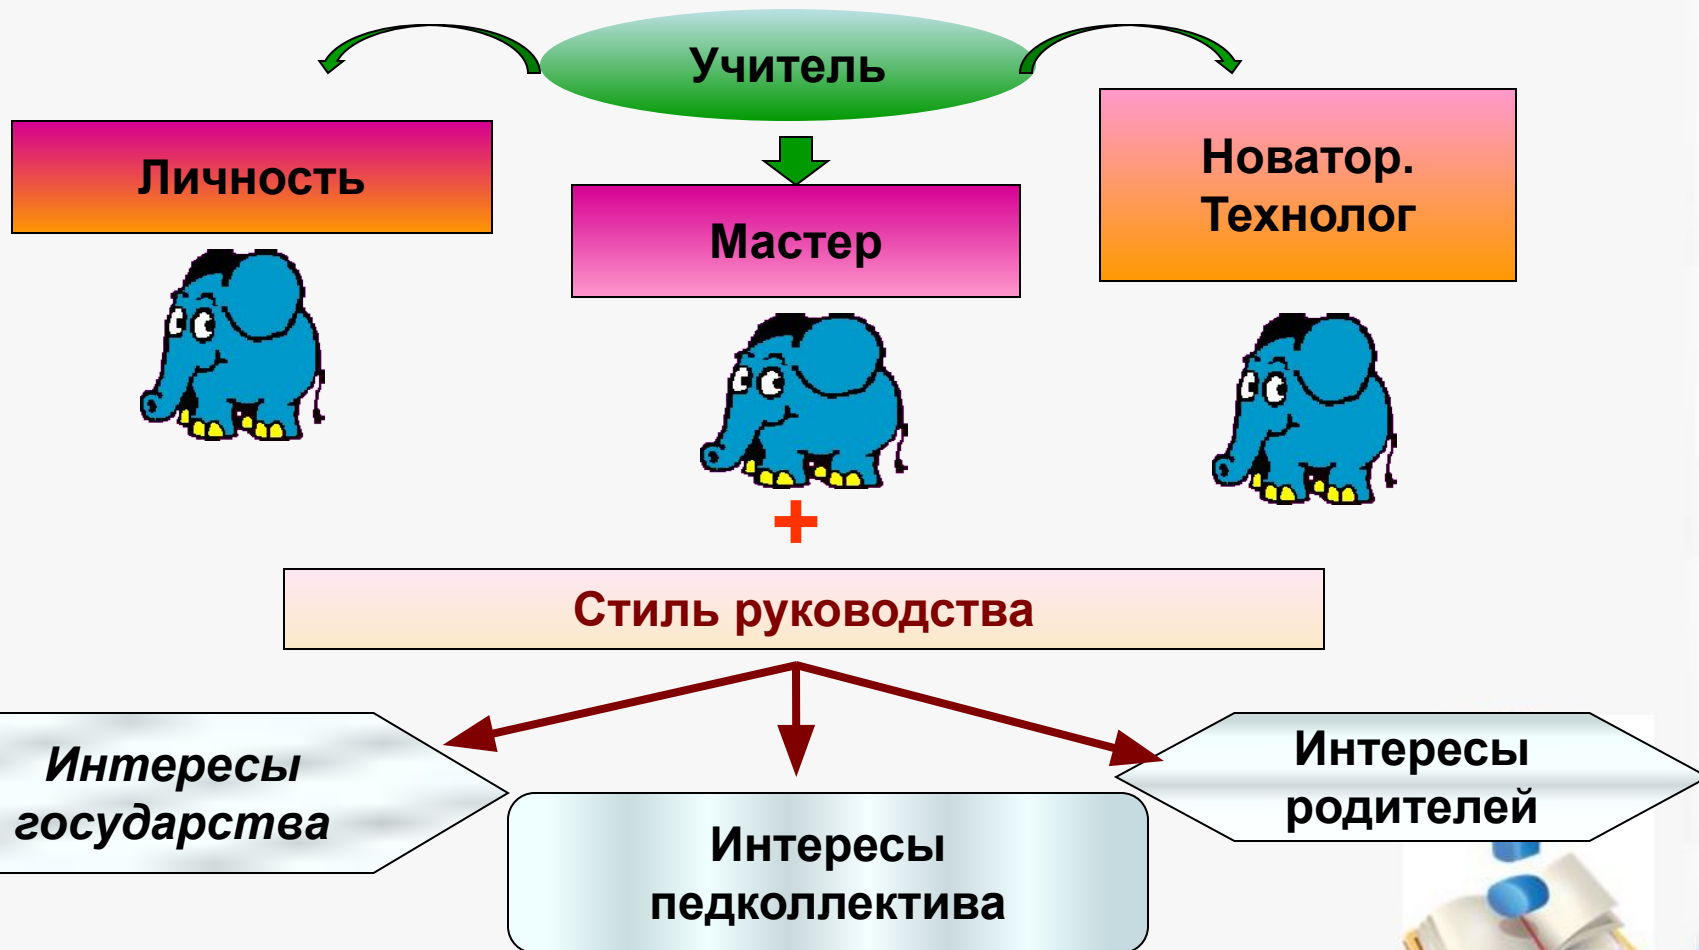 Учитель
Личность
Мастер
Новатор.
Технолог
+
Стиль руководства
Интересы
государства
Интересы
педколлектива
Интересы
родителей